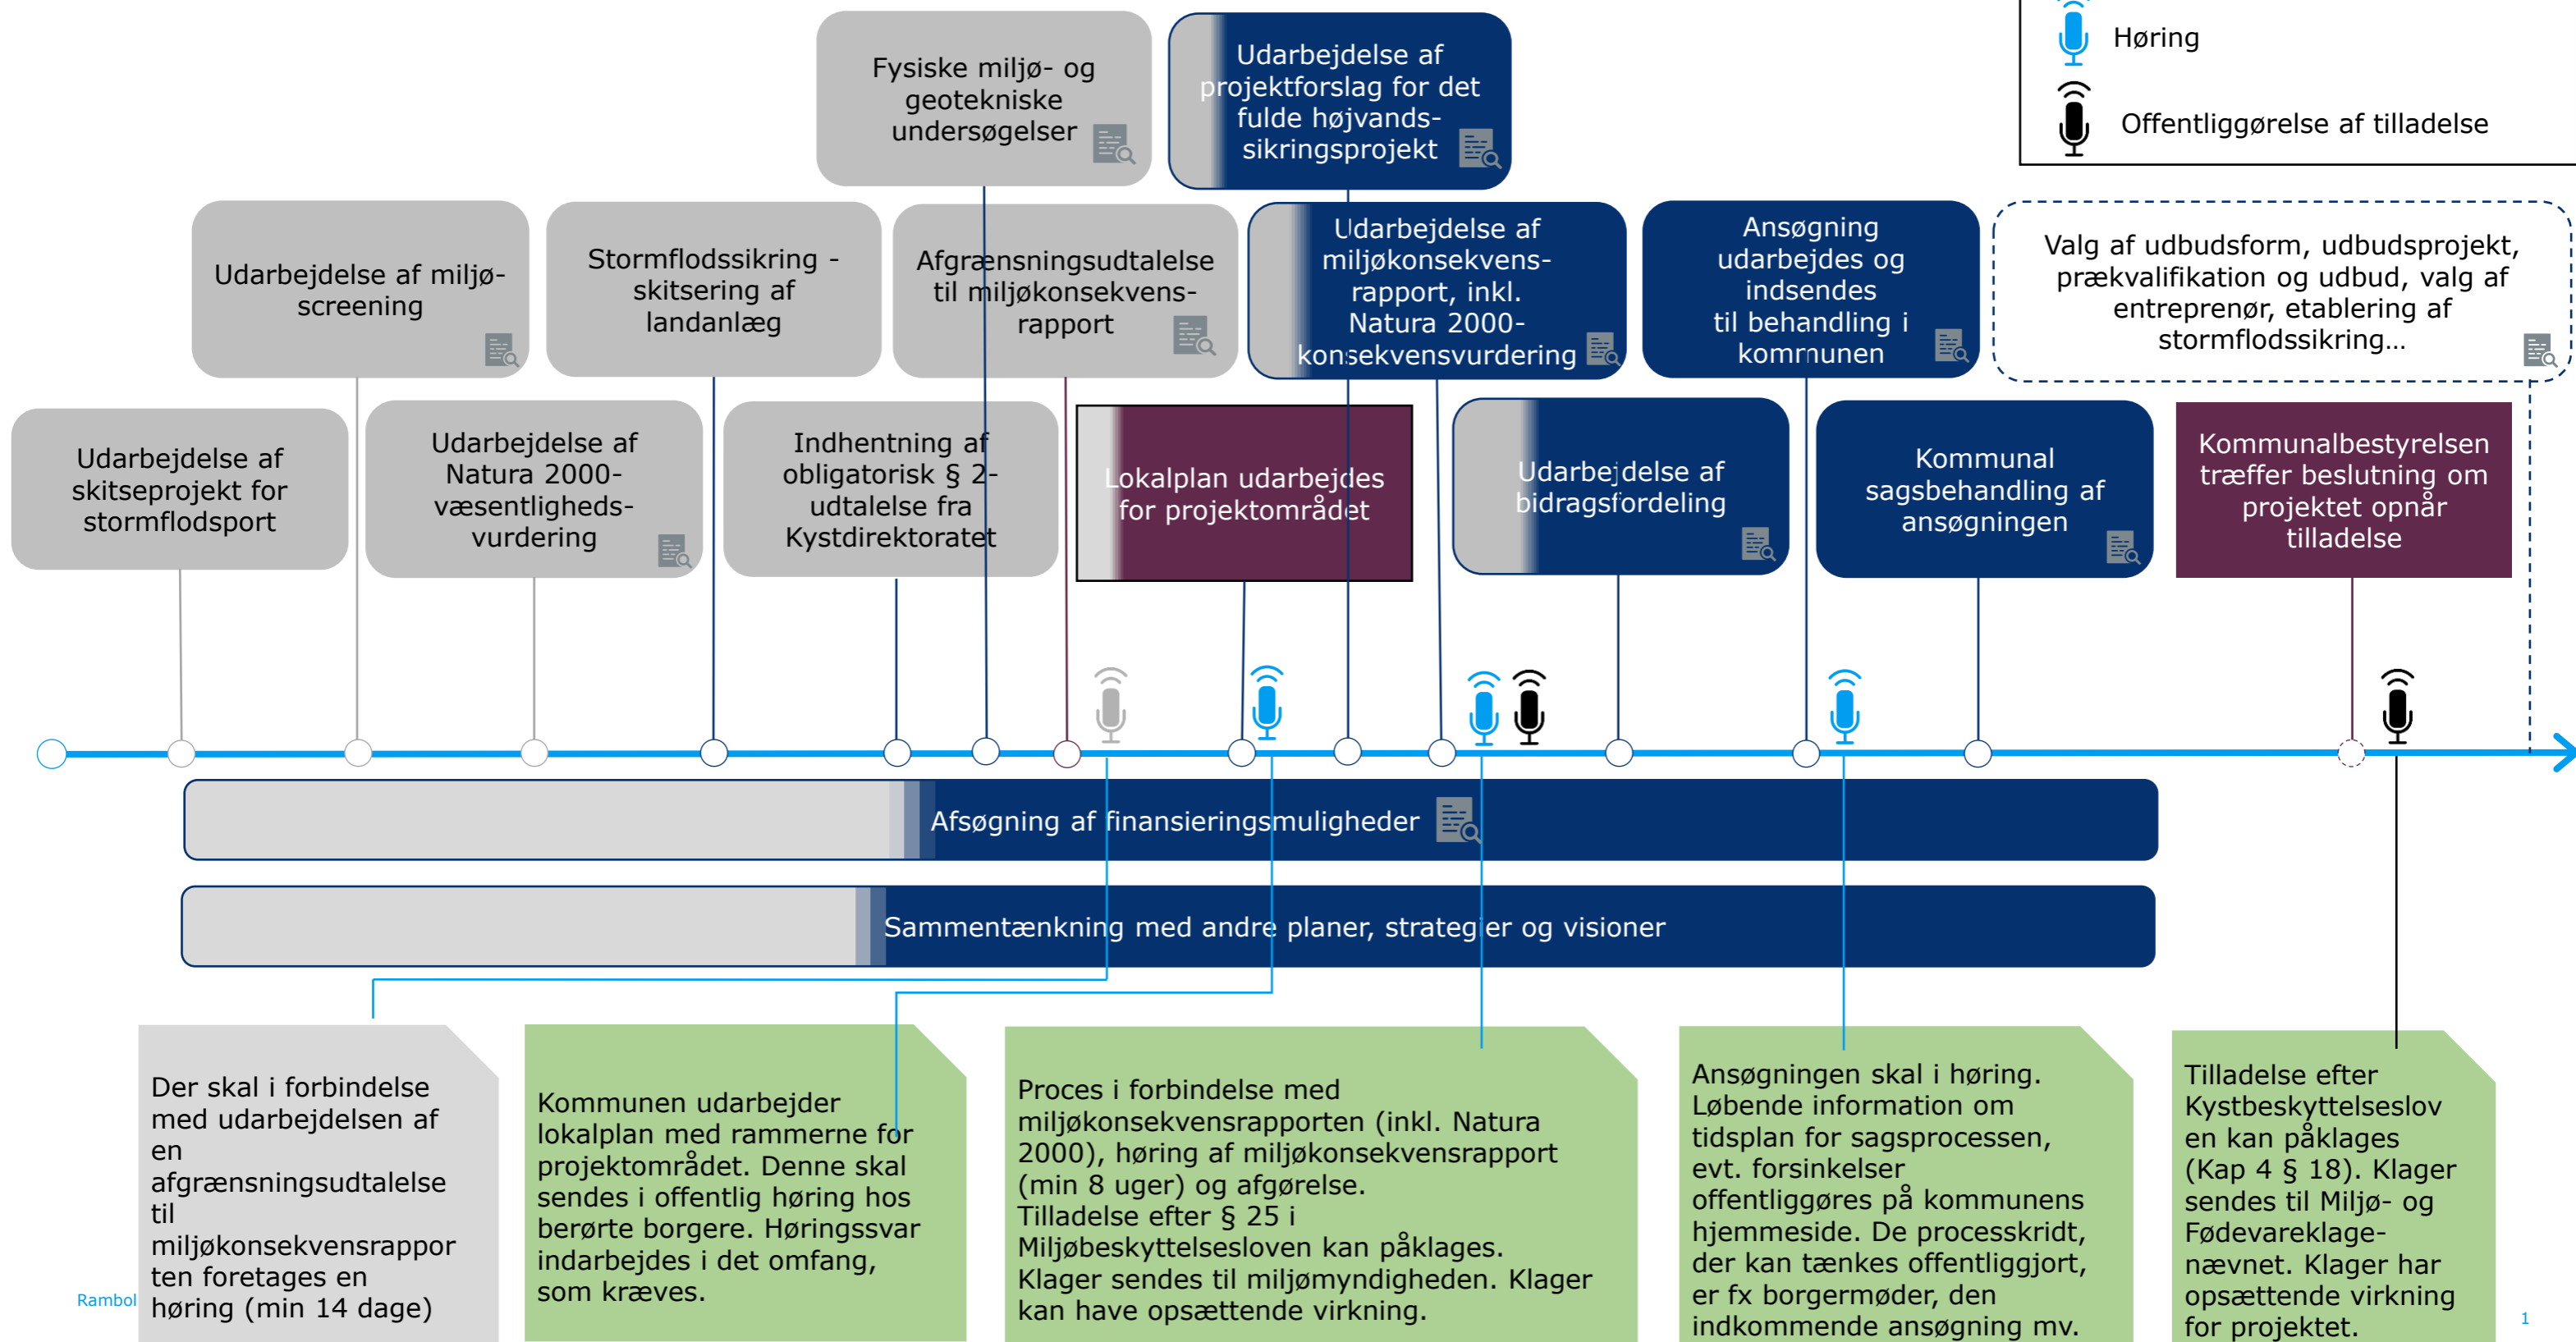 Høring
Offentliggørelse af tilladelse
Fysiske miljø- og
geotekniske
undersøgelser
Udarbejdelse af
projektforslag for det
fulde højvands-
sikringsprojekt
Udarbejdelse af miljø-
screening
Stormflodssikring -
skitsering af
landanlæg
Afgrænsningsudtalelse
til miljøkonsekvens-
rapport
Udarbejdelse af
miljøkonsekvens-
rapport, inkl.
Natura 2000-
konsekvensvurdering
Ansøgning
udarbejdes og
indsendes
til behandling i
kommunen
Valg af udbudsform, udbudsprojekt,
prækvalifikation og udbud, valg af
entreprenør, etablering af
stormflodssikring…
Udarbejdelse af
skitseprojekt for
stormflodsport
Udarbejdelse af
Natura 2000-
væsentligheds-
vurdering
Indhentning af
obligatorisk § 2-
udtalelse fra
Kystdirektoratet
Lokalplan udarbejdes
for projektområdet
Udarbejdelse af
bidragsfordeling
Kommunal
sagsbehandling af
ansøgningen
Kommunalbestyrelsen
træffer beslutning om
projektet opnår
tilladelse
Afsøgning af finansieringsmuligheder
Sammentænkning med andre planer, strategier og visioner
Der skal i forbindelse
med udarbejdelsen af
en
afgrænsningsudtalelse
til
miljøkonsekvensrappor
ten foretages en
høring (min 14 dage)
Kommunen udarbejder
lokalplan med rammerne for
projektområdet. Denne skal
sendes i offentlig høring hos
berørte borgere. Høringssvar
indarbejdes i det omfang,
som kræves.
Proces i forbindelse med
miljøkonsekvensrapporten (inkl. Natura
2000), høring af miljøkonsekvensrapport
(min 8 uger) og afgørelse.
Tilladelse efter § 25 i
Miljøbeskyttelsesloven kan påklages.
Klager sendes til miljømyndigheden. Klager
kan have opsættende virkning.
Ansøgningen skal i høring.
Løbende information om
tidsplan for sagsprocessen,
evt. forsinkelser
offentliggøres på kommunens
hjemmeside. De processkridt,
der kan tænkes offentliggjort,
er fx borgermøder, den
indkommende ansøgning mv.
Tilladelse efter
Kystbeskyttelseslov
en kan påklages
(Kap 4 § 18). Klager
sendes til Miljø- og
Fødevareklage-
nævnet. Klager har
opsættende virkning
for projektet.
Rambol
1